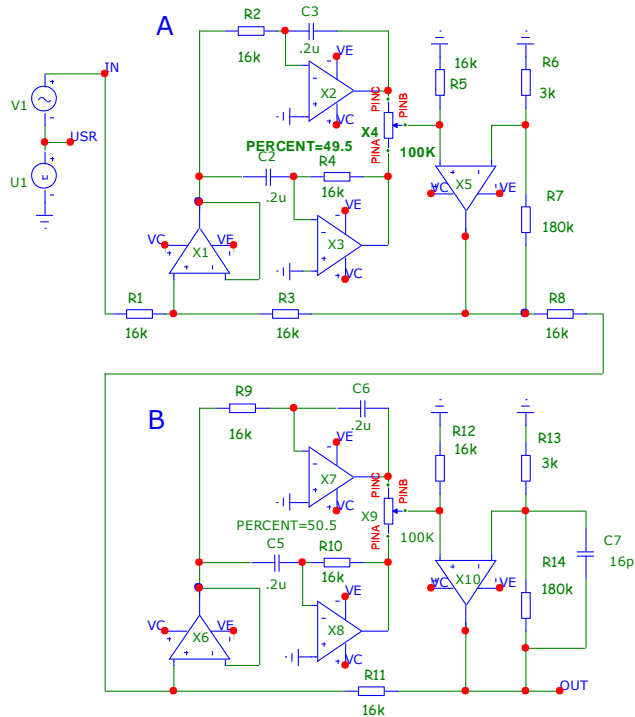 A
R2
16k
C3
.2u
VE
X2
VC
PINC
PINB
X4
PERCENT=49.5
PINA
100K
16k
R5
R6
3k
IN
V1
USR
U1
C2
.2u
R4
16k
VE
X3
VC
VC
VE
X1
VC
X5
VE
R7
180k
R1
16k
R3
16k
R8
16k
B
R9
16k
C6
.2u
VE
X7
VC
PINC
PINB
X9
PERCENT=50.5
PINA
100K
R12
16k
R13
3k
C5
.2u
R10
16k
VE
X8
VC
VC
VE
X6
VC
X10
VE
R14
180k
C7
16p
R11
16k
OUT